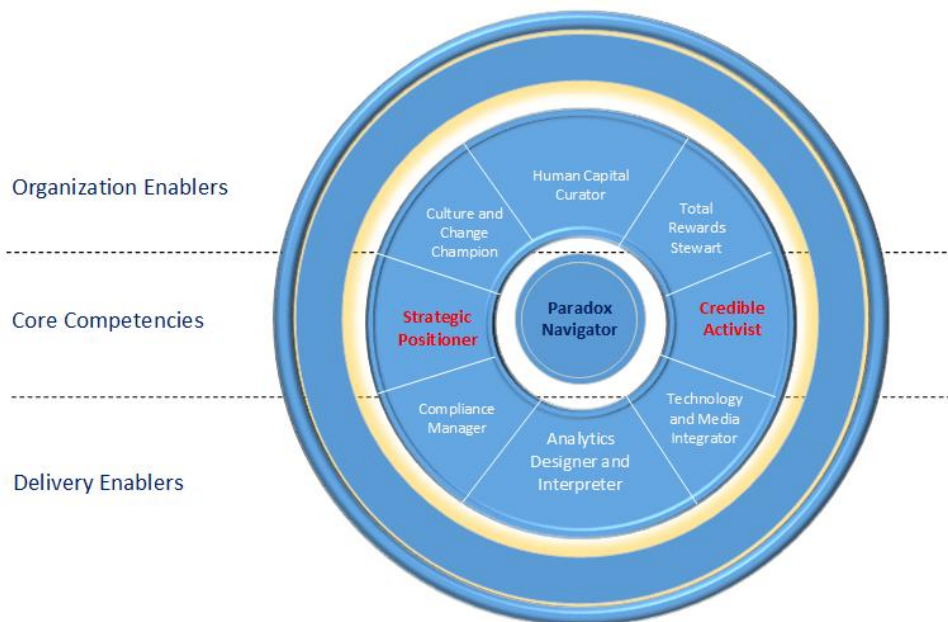 Organization Enablers
Human Capital
Curator
Culture and
Change
Champion
Total
Rewards
Stewart
Core Competencies
Strategic
Positioner
Paradox
Navigator
Credible
Activist
Compliance
Manager
Technology
and Media
Integrator
Analytics
Designer and
Interpreter
Delivery Enablers